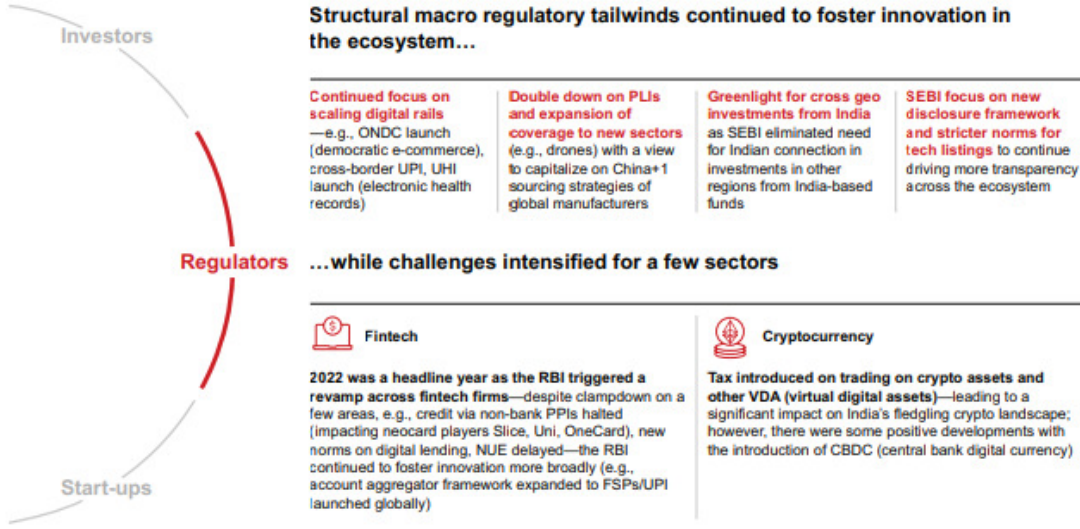 Investors
Structural macro regulatory tailwinds continued to foster innovation in
the ecosystem…
Continued focus on
scaling digital rails
—e.g., ONDC launch
(democratic e-commerce),
cross-border UPI, UHI
launch (electronic health
records)
Double down on PLIs
and expansion of
coverage to new sectors
(e.g., drones) with a view
to capitalize on China+1
sourcing strategies of
global manufacturers
Greenlight for cross geo
investments from India
as SEBI eliminated need
for Indian connection in
investments in other
regions from India-based
funds
SEBI focus on new
disclosure framework
and stricter norms for
tech listings to continue
driving more transparency
across the ecosystem
Regulators
…while challenges intensified for a few sectors
Fintech
2022 was a headline year as the RBI triggered a
revamp across fintech firms—despite clampdown on a
few areas, e.g., credit via non-bank PPIs halted
(impacting neocard players Slice, Uni, OneCard), new
norms on digital lending, NUE delayed—the RBI
continued to foster innovation more broadly (e.g.,
account aggregator framework expanded to FSPs/UPI
launched globally)
$
Cryptocurrency
Tax introduced on trading on crypto assets and
other VDA (virtual digital assets)—leading to a
significant impact on India's fledgling crypto landscape;
however, there were some positive developments with
the introduction of CBDC (central bank digital currency)
Start-ups